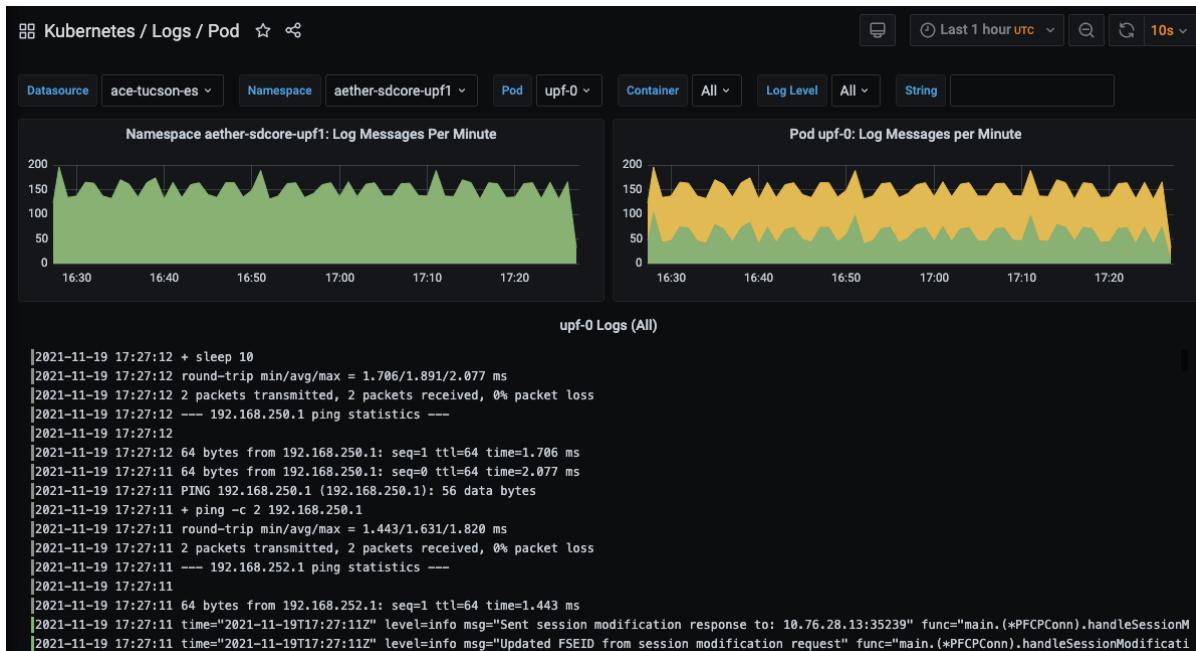 Kubernetes / Logs / Pod
Last 1 hour UTC
10s
Datasource ace-tucson-es Namespace aether-sdcore-upf1 Pod upf-0 Container All Log Level All String
Namespace aether-sdcore-upf1: Log Messages Per Minute
200
150
100
50
0
16:30 16:40 16:50 17:00 17:10 17:20
Pod upf-0: Log Messages per Minute
200
150
100
50
0
16:30 16:40 16:50 17:00 17:10 17:20
upf-0 Logs (All)
2021-11-19 17:27:12 + sleep 10
2021-11-19 17:27:12 round-trip min/avg/max = 1.706/1.891/2.077 ms
2021-11-19 17:27:12 2 packets transmitted, 2 packets received, 0% packet loss
2021-11-19 17:27:12 --- 192.168.250.1 ping statistics ---
2021-11-19 17:27:12
2021-11-19 17:27:12 64 bytes from 192.168.250.1: seq=1 ttl=64 time=1.706 ms
2021-11-19 17:27:11 64 bytes from 192.168.250.1: seq=0 ttl=64 time=2.077 ms
2021-11-19 17:27:11 PING 192.168.250.1 (192.168.250.1): 56 data bytes
2021-11-19 17:27:11 + ping -c 2 192.168.250.1
2021-11-19 17:27:11 round-trip min/avg/max = 1.443/1.631/1.820 ms
2021-11-19 17:27:11 2 packets transmitted, 2 packets received, 0% packet loss
2021-11-19 17:27:11 --- 192.168.252.1 ping statistics ---
2021-11-19 17:27:11
2021-11-19 17:27:11 64 bytes from 192.168.252.1: seq=1 ttl=64 time=1.443 ms
2021-11-19 17:27:11 time="2021-11-19T17:27:11Z" level=info msg="Sent session modification response to: 10.76.28.13:35239" func="main.(*PFCPConn).handleSessionM
2021-11-19 17:27:11 time="2021-11-19T17:27:11Z" level=info msg="Updated FSEID from session modification request" func="main.(*PFCPConn).handleSessionModificati